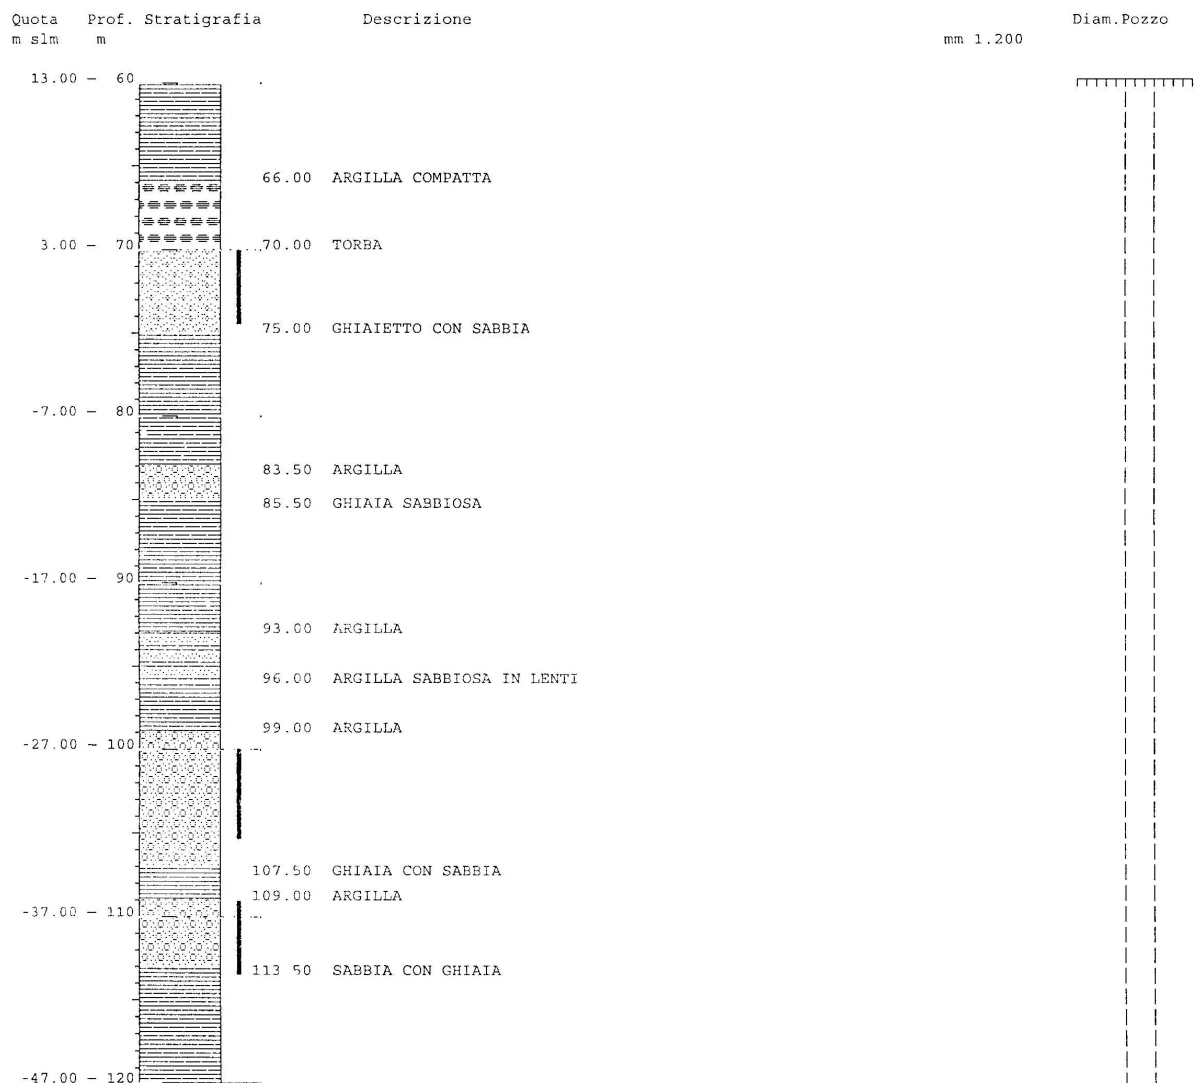 Quota Prof. Stratigrafia Descrizione Diam.Pozzo
m slm m mm 1.200
13.00 – 60
66.00 ARGILLA COMPATTA
3.00 – 70 70.00 TORBA
75.00 GHIAIETTO CON SABBIA
-7.00 – 80
83.50 ARGILLA
85.50 GHIAIA SABBIOSA
-17.00 – 90
93.00 ARGILLA
96.00 ARGILLA SABBIOSA IN LENTI
99.00 ARGILLA
-27.00 – 100
107.50 GHIAIA CON SABBIA
109.00 ARGILLA
-37.00 – 110
113.50 SABBIA CON GHIAIA
-47.00 – 120